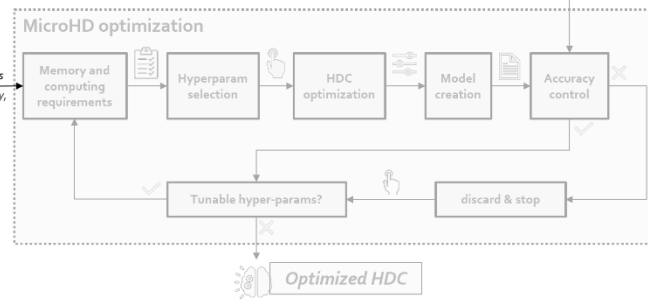 MicroHD optimization
s
y,
Memory and
computing
requirements
Hyperparam
selection
HDC
optimization
Model
creation
Accuracy
control
Tunable hyper-params?
discard & stop
Optimized HDC